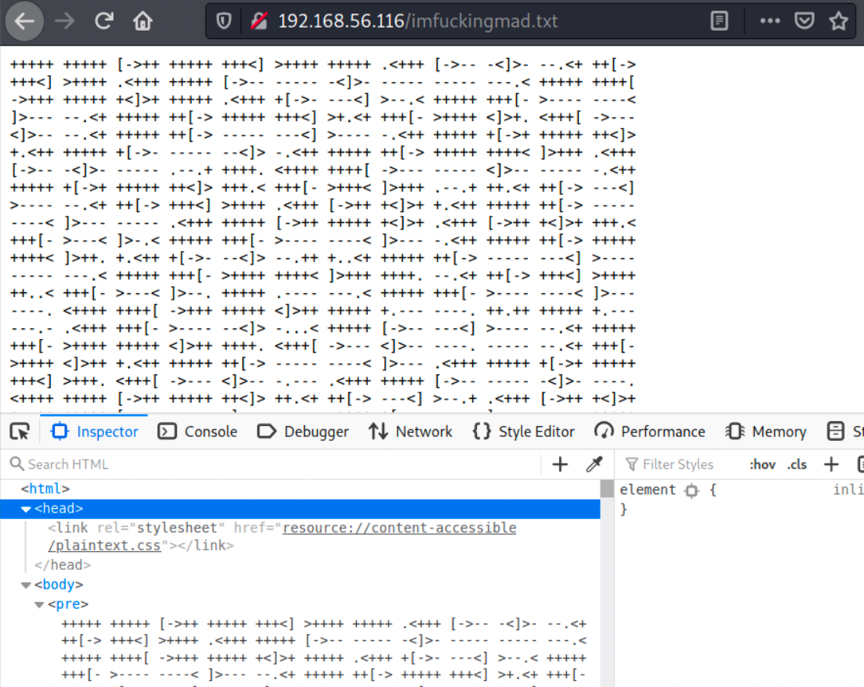 192.168.56.116/imfuckingmad.txt
+++++ +++++ [->++ +++++ +++<] >++++ +++++ .<+++ [->-- -<]>- --.<+ ++[->
+++<] >++++ .<+++ +++++ [->-- ----- -<]>- ----- ----- ---.< +++++ ++++[
->+++ +++++ +<]>+ +++++ .<+++ +[->- ---<] >--.< +++++ +++[- >---- ----<
]>--- --.<+ +++++ ++[-> +++++ +++<] >+.<+ +++[- >++++ <]>+. <+++[ ->---
<]>-- --.<+ +++++ ++[-> ----- ---<] >---- -.<++ +++++ +[->+ +++++ ++<]>
+.<++ +++++ +[->- ----- --<]> -.<++ +++++ ++[-> +++++ ++++< ]>+++ .<+++
[->-- -<]>- ----- .--.+ ++++. <++++ ++++[ ->--- ----- <]>-- ----- -.<++
+++++ +[->+ +++++ ++<]> +++.< +++[- >+++< ]>+++ .--.+ ++.<+ ++[-> ---<]
>---- --.<+ ++[-> +++<] >++++ .<+++ [->++ +<]>+ +.<++ +++++ ++[-> -----
----< ]>--- ----- .<+++ +++++ [->++ +++++ +<]>+ .<+++ [->++ +<]>+ +++.<
+++[- >---< ]>-.< +++++ +++[- >---- ----< ]>--- -.<++ +++++ ++[-> +++++
++++< ]>++. +.<++ +[->- --<]> --.++ +..<+ +++++ ++[-> ----- ---<] >----
----- ---.< +++++ +++[- >++++ ++++< ]>+++ ++++. --.<+ ++[-> +++<] >++++
++..< +++[- >---< ]>--. +++++ .---- ---.< +++++ +++[- >---- ----< ]>---
----. <++++ ++++[ ->+++ +++++ <]>++ +++++ +.--- ----. ++.++ +++++ +.---
---.- .<+++ +++[- >---- --<]> -...< +++++ [->-- ---<] >---- --.<+ +++++
+++[- >++++ +++++ <]>++ ++++. <+++[ ->--- <]>-- ----. ----- --.<+ +++[-
>++++ <]>++ +.<++ +++++ ++[-> ----- ----< ]>--- .<+++ +++++ +[->+ +++++
+++<] >+++. <+++[ ->--- <]>-- -.--- .<+++ +++++ [->-- ----- -<]>- ----.
<++++ +++++ [->++ +++++ ++<]> ++.<+ ++[-> ---<] >--.+ .<+++ [->++ +<]>+
Inspector
Console
Debugger
Network
Style Editor
Performance
Memory
Search HTML
Filter Styles
:hov .cls
<html>
<head>
<link rel="stylesheet" href="resource://content-accessible
/plaintext.css"></link>
</head>
<body>
<pre>
+++++ +++++ [->++ +++++ +++<] >++++ +++++ .<+++ [->-- -<]>- --.<+
++[-> +++<] >++++ .<+++ +++++ [->-- ----- -<]>- ----- ----- ---.<
+++++ ++++[ ->+++ +++++ +<]>+ +++++ .<+++ +[->- ---<] >--.< +++++
+++[- >---- ----< ]>--- --.<+ +++++ ++[-> +++++ +++<] >+.<+ +++[-
element {
inli
}